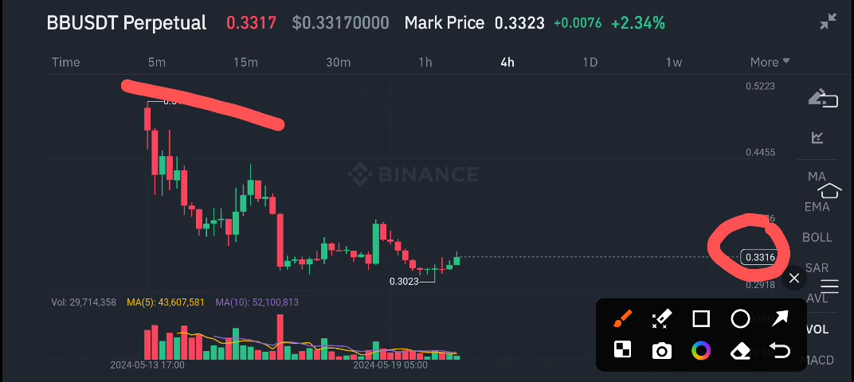 BBUSDT Perpetual 0.3317 $0.33170000 Mark Price 0.3323 +0.0076 +2.34%
Time 5m 15m 30m 1h 4h 1D 1w More
0.5223
0.4455
MA
BINANCE
EMA
BOLL
0.3316
SAR
0.3023
0.2918
AVL
Vol: 29,714,358 MA(5): 43,607,581 MA(10): 52,100,813
VOL
MACD
2024-05-13 17:00 2024-05-19 05:00